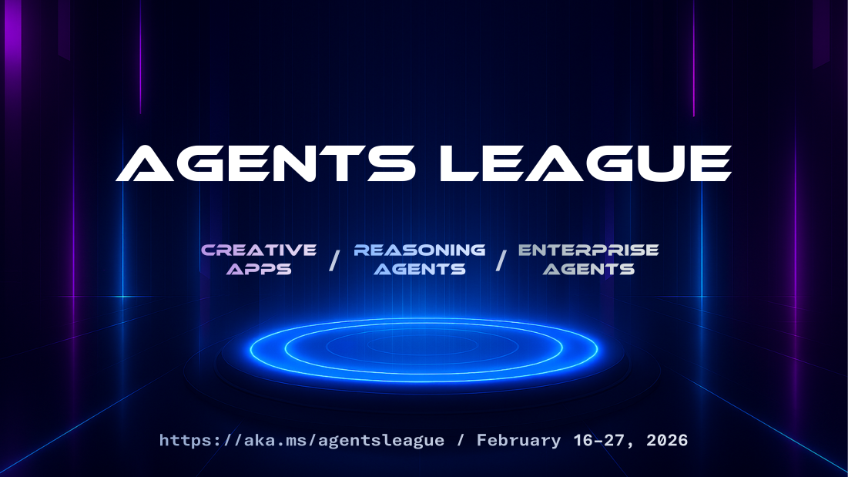 AGENTS LEAGUE
CREATIVE APPS / REASONING AGENTS / ENTERPRISE AGENTS
https://aka.ms/agentsleague / February 16-27, 2026